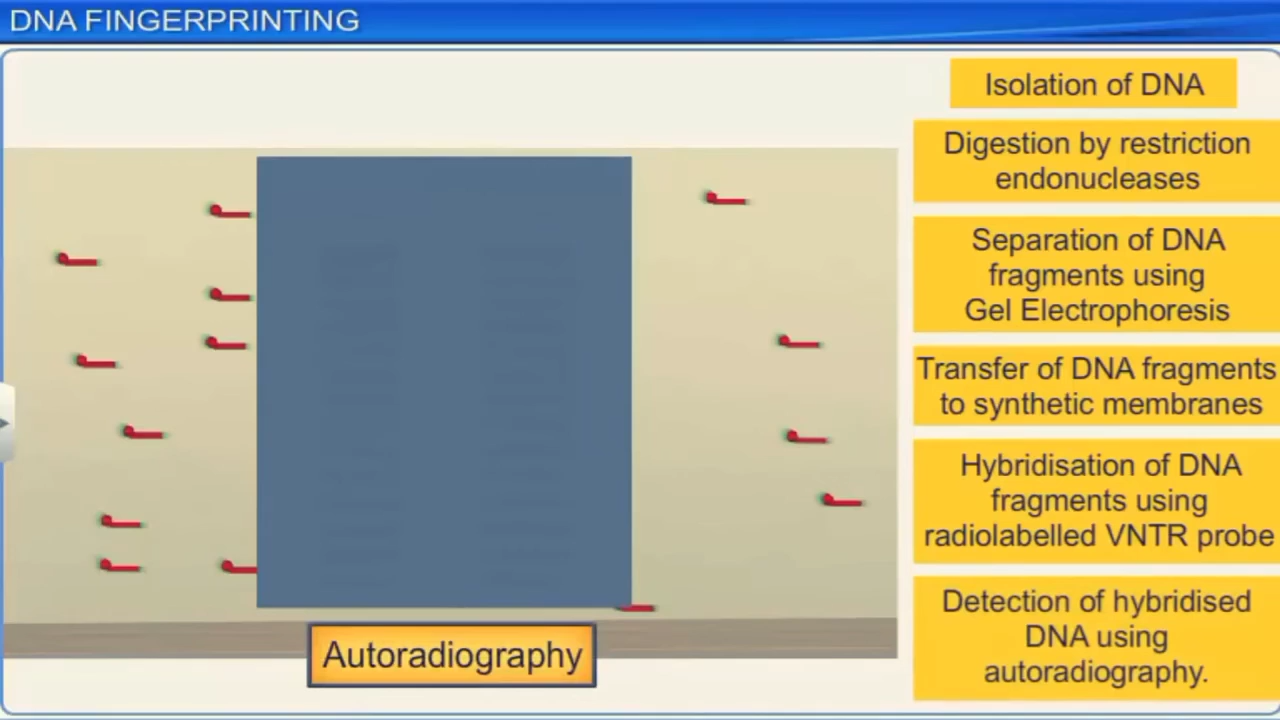 DNA FINGERPRINTING
Isolation of DNA
Digestion by restriction
endonucleases
Separation of DNA
fragments using
Gel Electrophoresis
Transfer of DNA fragments
to synthetic membranes
Hybridisation of DNA
fragments using
radiolabelled VNTR probe
Detection of hybridised
DNA using
autoradiography.
Autoradiography